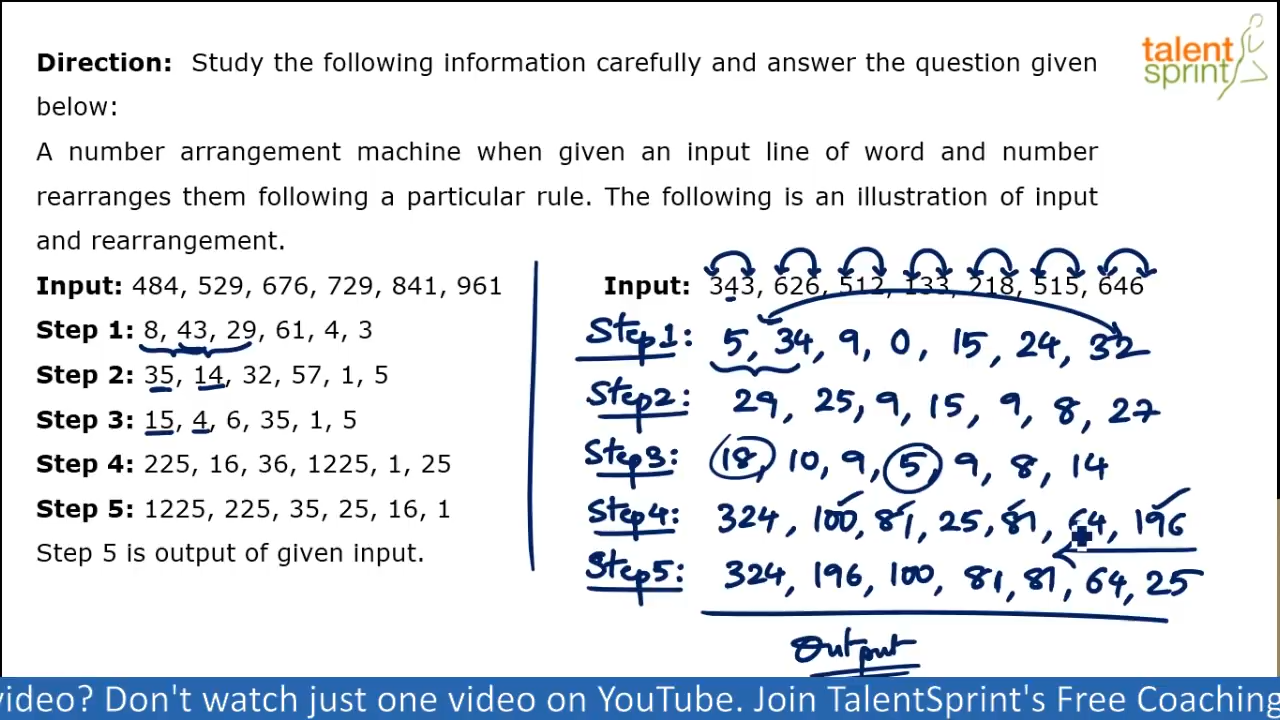 talent
sprint
Direction: Study the following information carefully and answer the question given
below:
A number arrangement machine when given an input line of word and number
rearranges them following a particular rule. The following is an illustration of input
and rearrangement.
Input: 484, 529, 676, 729, 841, 961
Step 1: 8, 43, 29, 61, 4, 3
Step 2: 35, 14, 32, 57, 1, 5
Step 3: 15, 4, 6, 35, 1, 5
Step 4: 225, 16, 36, 1225, 1, 25
Step 5: 1225, 225, 35, 25, 16, 1
Step 5 is output of given input.
Input: 343, 626, 512, 133, 218, 515, 646
Step1: 5, 34, 9, 0, 15, 24, 32
Step2: 29, 25, 9, 15, 9, 8, 27
Step3: 18, 10, 9, 5, 9, 8, 14
Step4: 324, 100, 81, 25, 81, 64, 196
Step5: 324, 196, 100, 81, 81, 64, 25
Output
video? Don't watch just one video on YouTube. Join TalentSprint's Free Coaching